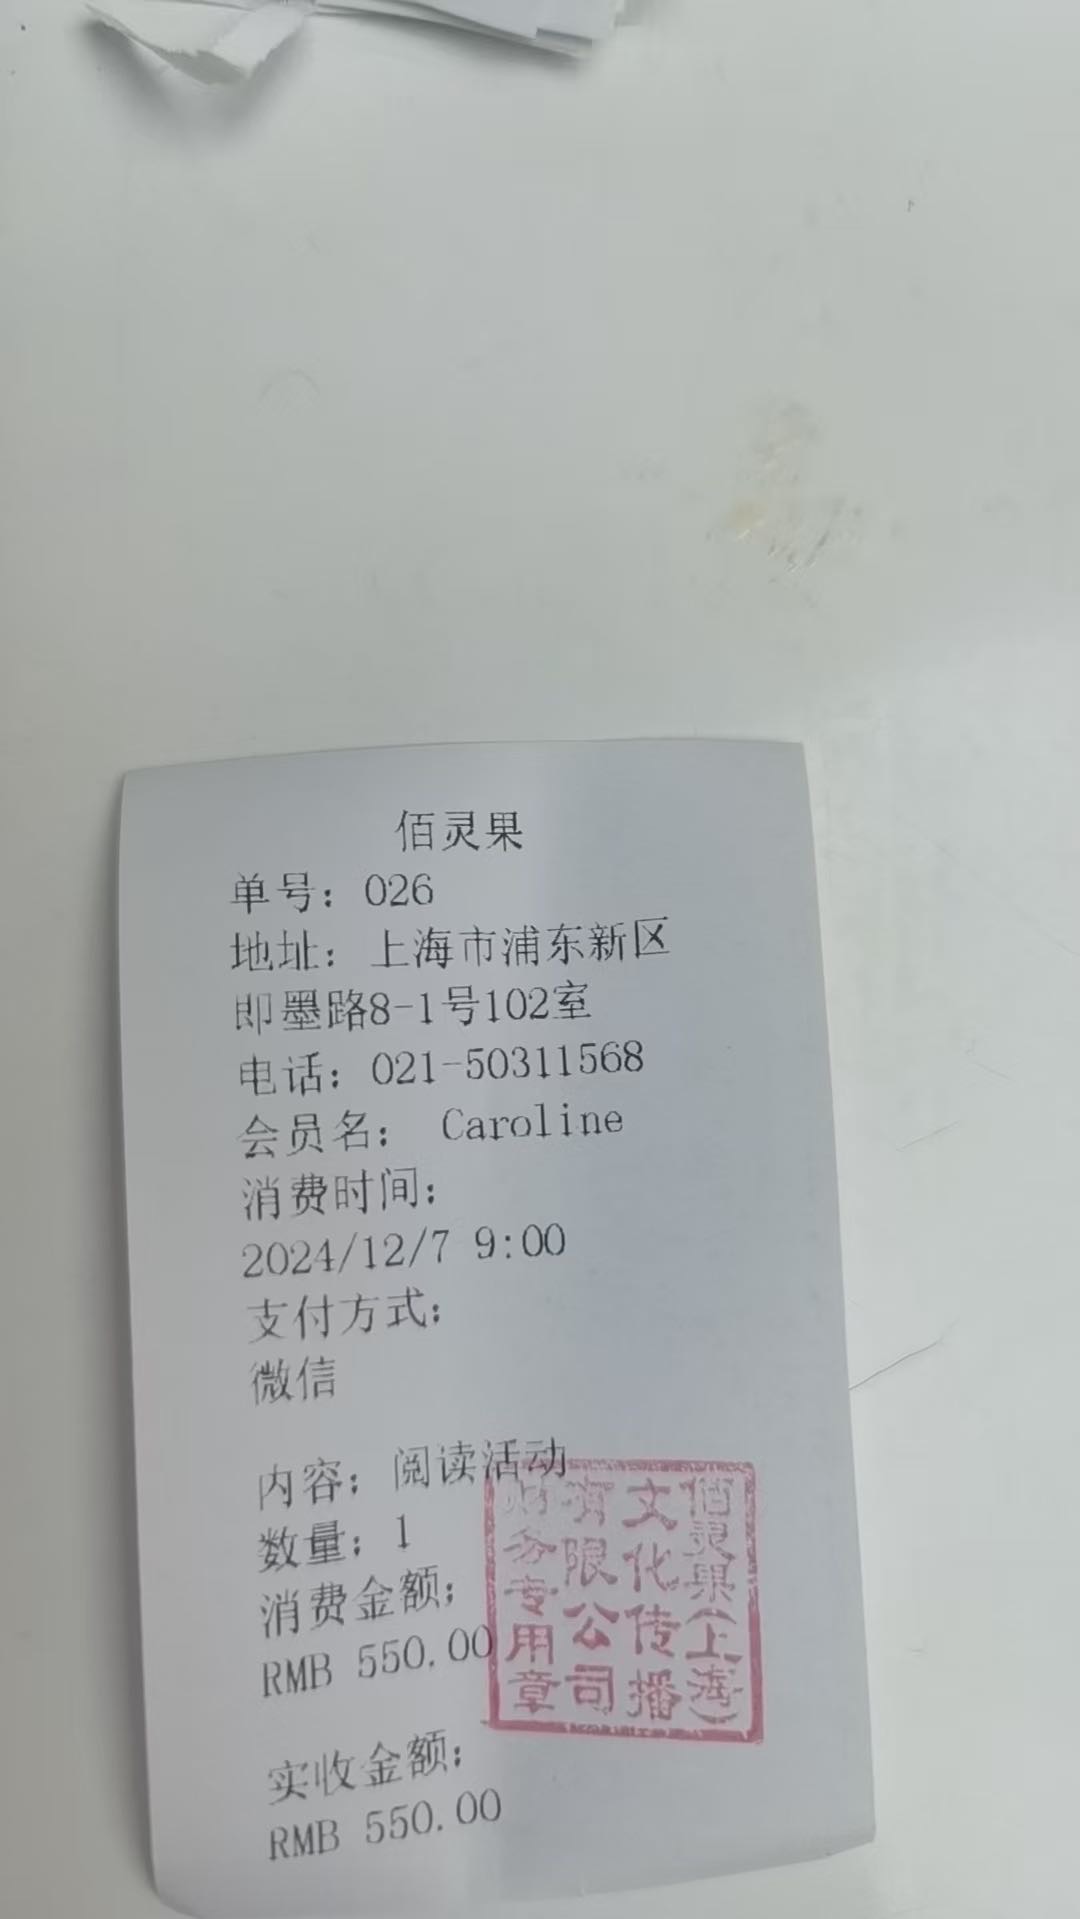 佰灵果
单号：026
地址：上海市浦东新区
即墨路8-1号102室
电话：021-50311568
会员名： Caroline
消费时间：
2024/12/7 9:00
支付方式：
微信
内容：阅读活动
数量：1
消费金额：
RMB 550.00
实收金额：
RMB 550.00
佰灵果(上海)
文化传播
有限公司
财务专用章